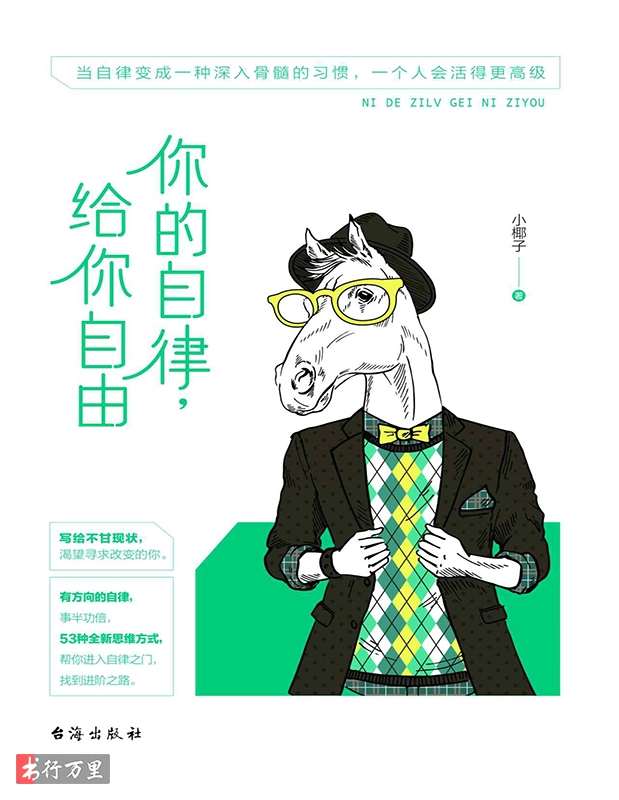 当自律变成一种深入骨髓的习惯，一个人会活得更高级
NI DE ZILV GEI NI ZIYOU
你的自律，
给你自由
小椰子
著
写给不甘现状，
渴望寻求改变的你。
有方向的自律，
事半功倍，
53种全新思维方式，
帮你进入自律之门，
找到进阶之路。
台海出版社
书行万里